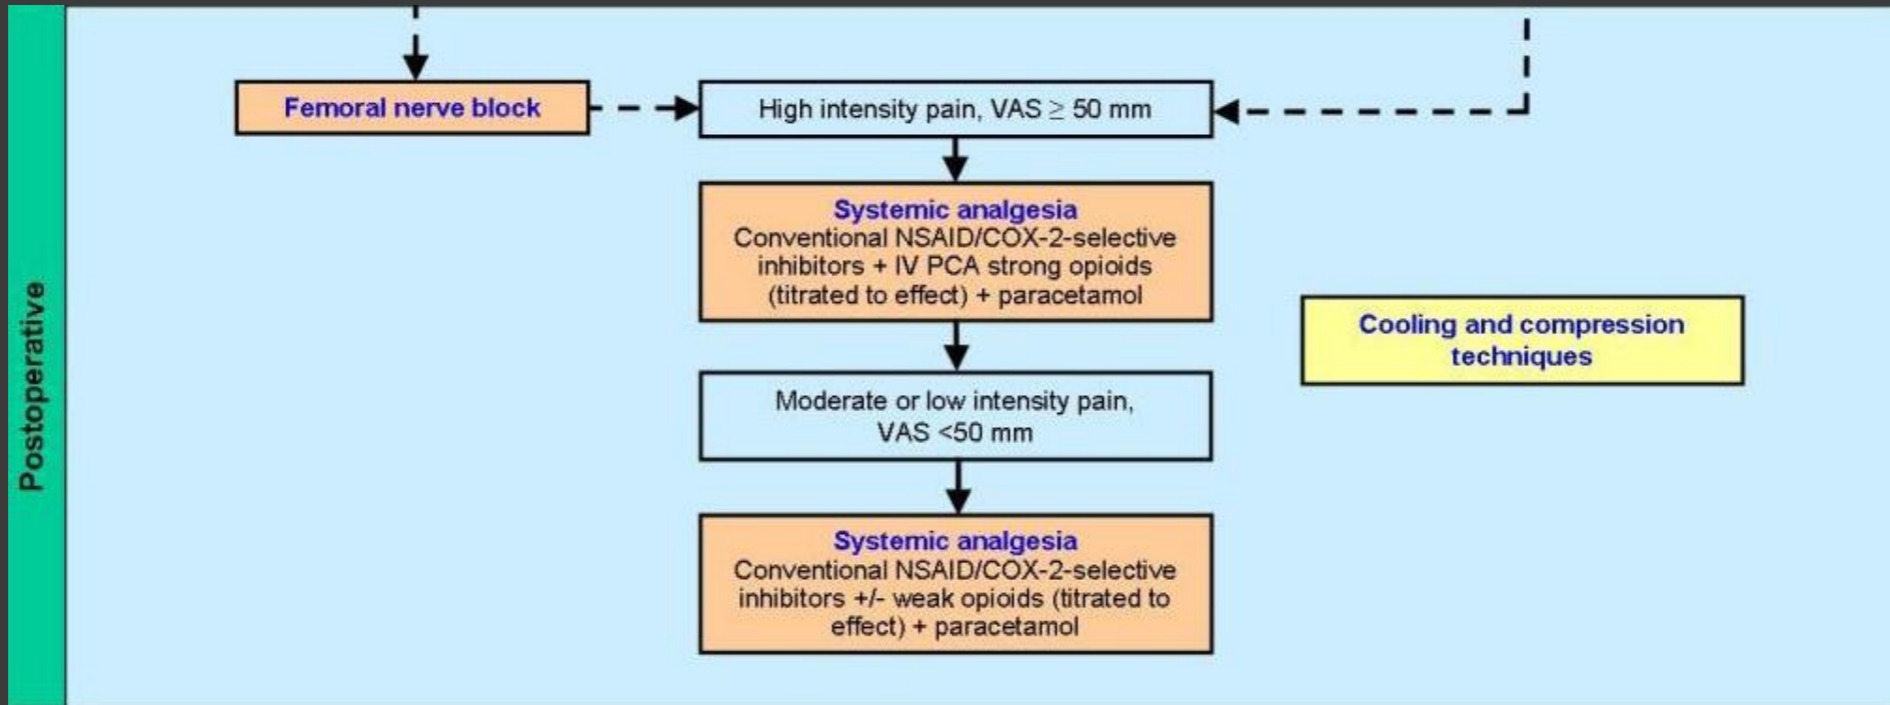 Postoperative
Femoral nerve block
High intensity pain, VAS ≥ 50 mm
Systemic analgesia
Conventional NSAID/COX-2-selective
inhibitors + IV PCA strong opioids
(titrated to effect) + paracetamol
Cooling and compression
techniques
Moderate or low intensity pain,
VAS <50 mm
Systemic analgesia
Conventional NSAID/COX-2-selective
inhibitors +/- weak opioids (titrated to
effect) + paracetamol